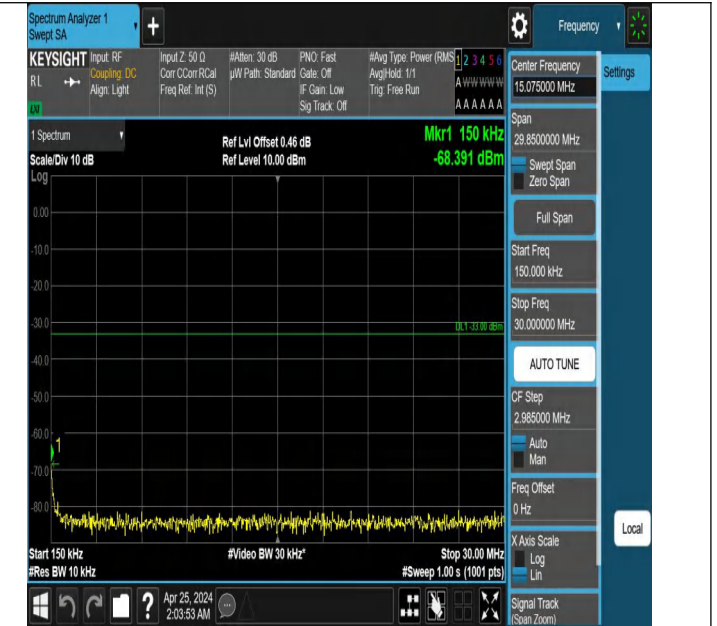 Spectrum Analyzer 1
Swept SA
+
Frequency
KEYSIGHT
RL
Input: RF
Coupling: DC
Align: Light
Input Z: 50 Ω
Corr CCorr RCal
Freq Ref: Int (S)
#Atten: 30 dB
µW Path: Standard
PNO: Fast
Gate: Off
IF Gain: Low
Sig Track: Off
#Avg Type: Power (RMS
Avg|Hold: 1/1
Trig: Free Run
1 2 3 4 5 6
A W W W W W
A A A A A A
1 Spectrum
Scale/Div 10 dB
Log
Ref Lvl Offset 0.46 dB
Ref Level 10.00 dBm
Mkr1 150 kHz
-68.391 dBm
0.00
-10.0
-20.0
-30.0
DL1 -33.00 dBm
-40.0
-50.0
-60.0
1
-70.0
-80.0
Start 150 kHz
#Video BW 30 kHz*
Stop 30.00 MHz
#Res BW 10 kHz
#Sweep 1.00 s (1001 pts)
?
Apr 25, 2024
2:03:53 AM
Center Frequency
15.075000 MHz
Settings
Span
29.8500000 MHz
Swept Span
Zero Span
Full Span
Start Freq
150.000 kHz
Stop Freq
30.000000 MHz
AUTO TUNE
CF Step
2.985000 MHz
Auto
Man
Freq Offset
0 Hz
X Axis Scale
Log
Lin
Signal Track
(Span Zoom)
Local